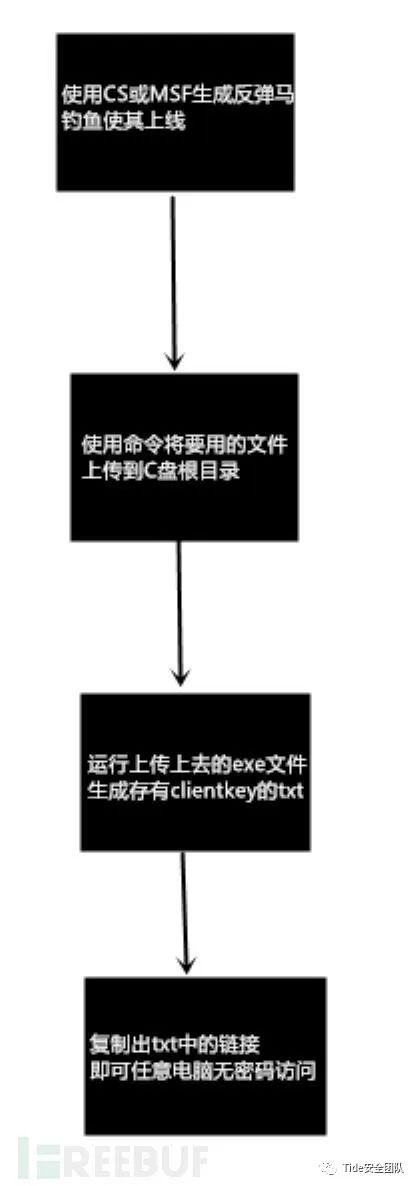 使用CS或MSF生成反弹马
钓鱼使其上线
使用命令将要用的文件
上传到C盘根目录
运行上传上去的exe文件
生成存有clientkey的txt
复制出txt中的链接
即可任意电脑无密码访问
FREEBUF
Tide安全团队